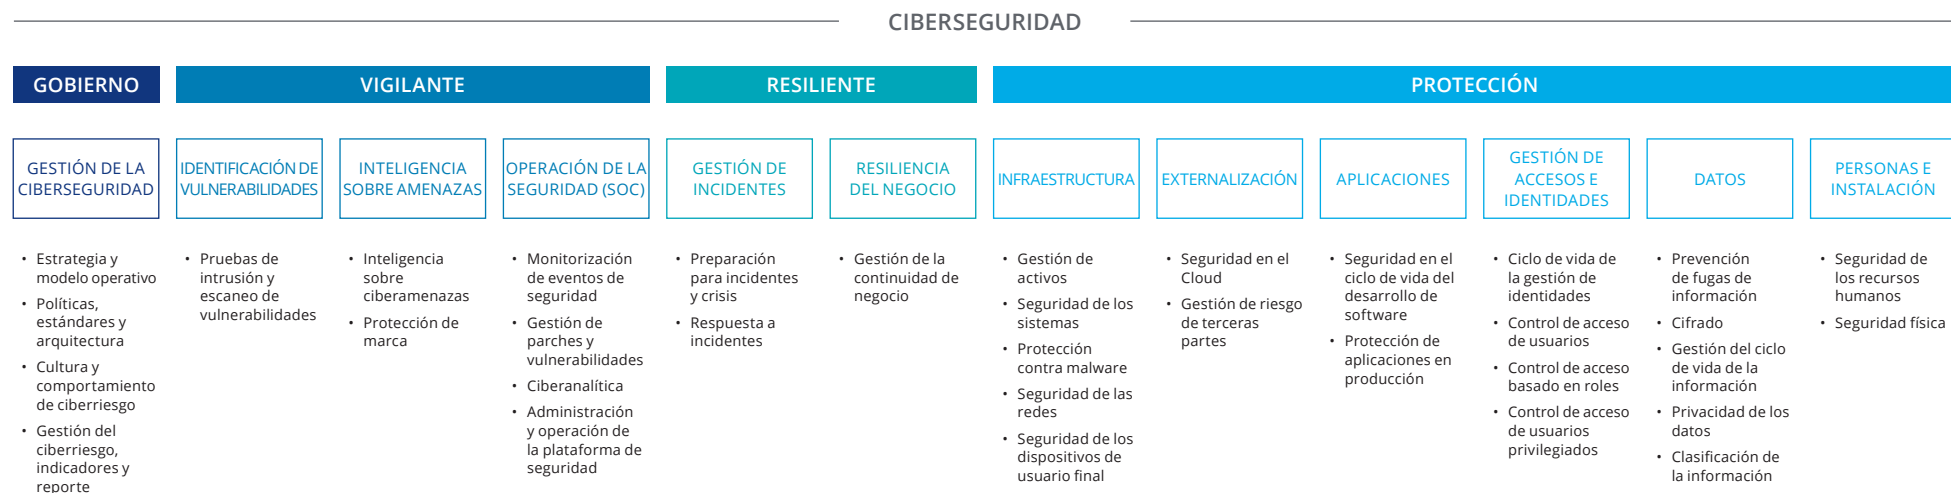 CIBERSEGURIDAD
GOBIERNO
VIGILANTE
RESILIENTE
PROTECCIÓN
GESTIÓN DE LA
CIBERSEGURIDAD
IDENTIFICACIÓN DE
VULNERABILIDADES
INTELIGENCIA
SOBRE AMENAZAS
OPERACIÓN DE LA
SEGURIDAD (SOC)
GESTIÓN DE
INCIDENTES
RESILIENCIA
DEL NEGOCIO
INFRAESTRUCTURA
EXTERNALIZACIÓN
APLICACIONES
GESTIÓN DE
ACCESOS E
IDENTIDADES
DATOS
PERSONAS E
INSTALACIÓN
• Estrategia y
modelo operativo
• Políticas,
estándares y
arquitectura
• Cultura y
comportamiento
de ciberriesgo
• Gestión del
ciberriesgo,
indicadores y
reporte
• Pruebas de
intrusión y
escaneo de
vulnerabilidades
• Inteligencia
sobre
ciberamenazas
• Protección de
marca
• Monitorización
de eventos de
seguridad
• Gestión de
parches y
vulnerabilidades
• Ciberanalítica
• Administración
y operación de
la plataforma de
seguridad
• Preparación
para incidentes
y crisis
• Respuesta a
incidentes
• Gestión de la
continuidad de
negocio
• Gestión de
activos
• Seguridad de los
sistemas
• Protección
contra malware
• Seguridad de las
redes
• Seguridad de los
dispositivos de
usuario final
• Seguridad en el
Cloud
• Gestión de riesgo
de terceras
partes
• Seguridad en el
ciclo de vida del
desarrollo de
software
• Protección de
aplicaciones en
producción
• Ciclo de vida de
la gestión de
identidades
• Control de acceso
de usuarios
• Control de acceso
basado en roles
• Control de acceso
de usuarios
privilegiados
• Prevención
de fugas de
información
• Cifrado
• Gestión del ciclo
de vida de la
información
• Privacidad de los
datos
• Clasificación de
la información
• Seguridad de
los recursos
humanos
• Seguridad física